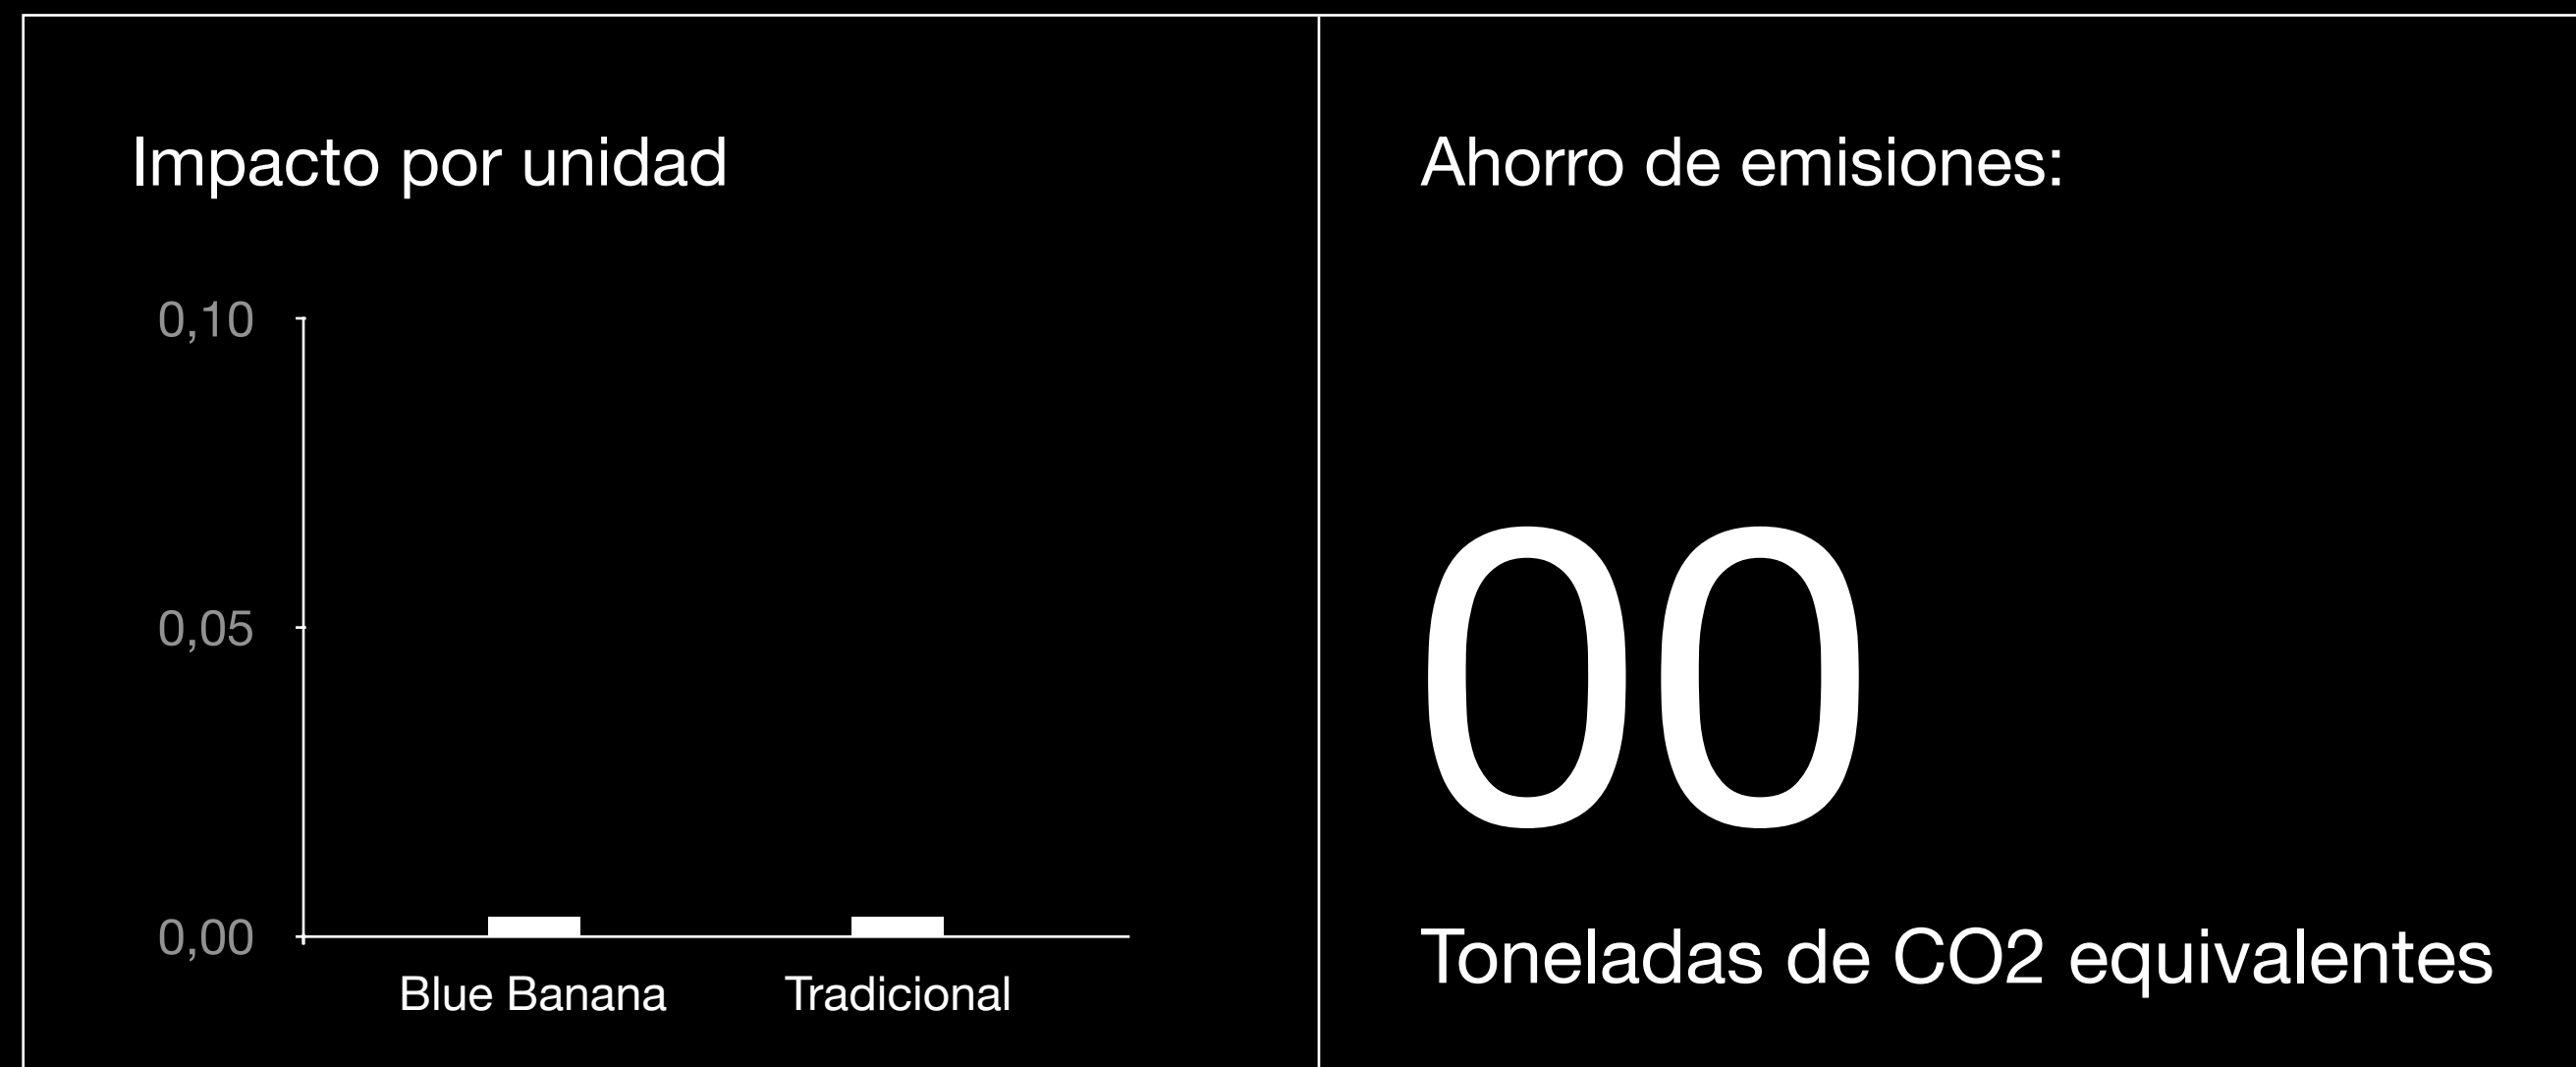 Impacto por unidad
0,10
0,05
0,00
Blue Banana
Tradicional
Ahorro de emisiones:
00
Toneladas de CO2 equivalentes